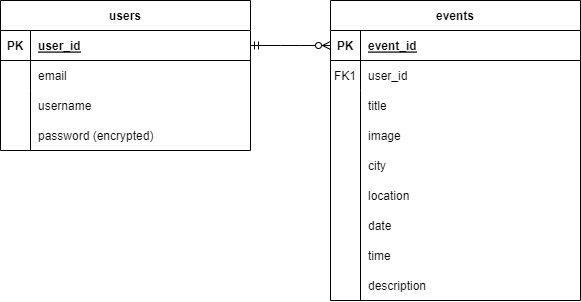 users
PK user_id
email
username
password (encrypted)
events
PK event_id
FK1 user_id
title
image
city
location
date
time
description